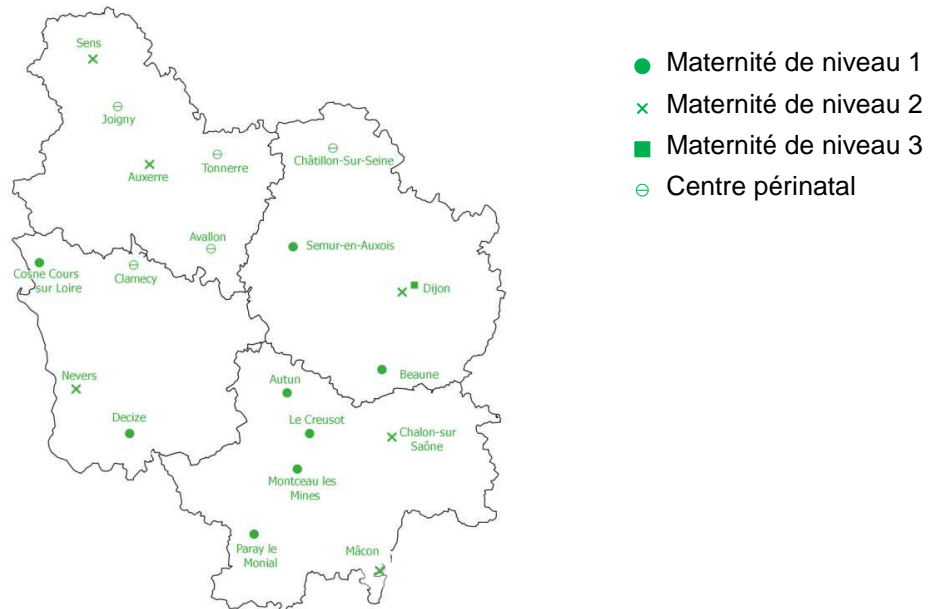 Sens
Joigny
Auxerre
Tonnerre
Châtillon-Sur-Seine
Avallon
Semur-en-Auxois
Cosne Cours
sur Loire
Clamecy
Dijon
Nevers
Beaune
Autun
Decize
Le Creusot
Chalon-sur
Saône
Montceau les
Mines
Paray le
Monial
Mâcon
Maternité de niveau 1
Maternité de niveau 2
Maternité de niveau 3
Centre périnatal